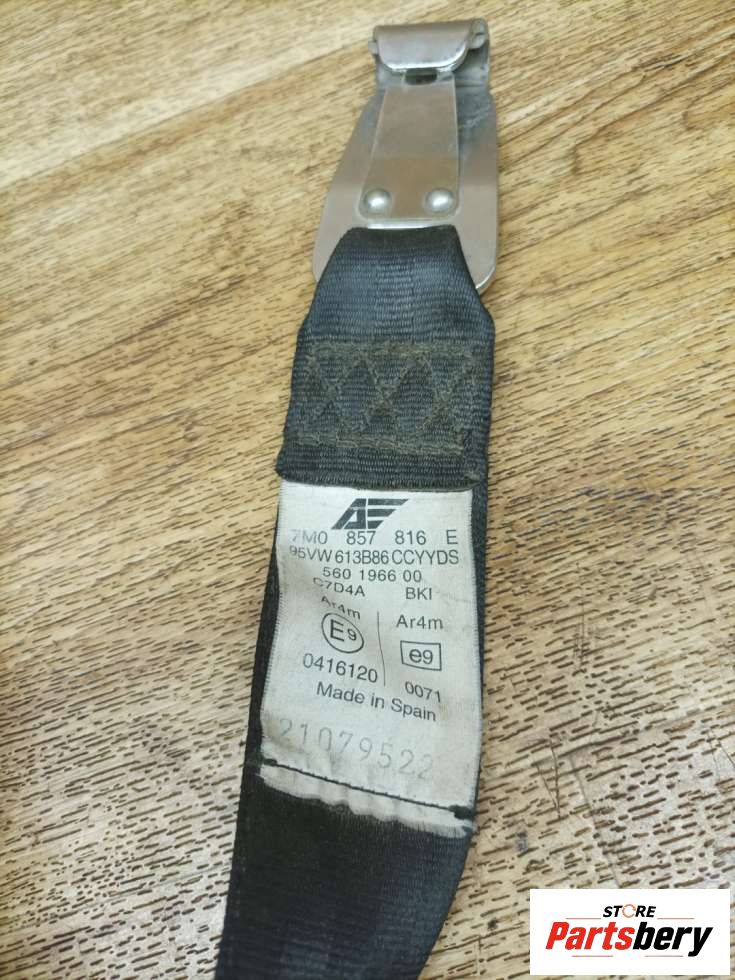 AE
7M0 857 816 E
95VW 613B86 CCYYDS
560 1966 00
C7D4A BKI
Ar4m Ar4m
E9 e9
0416120 0071
Made in Spain
21079522
STORE
Partsbery